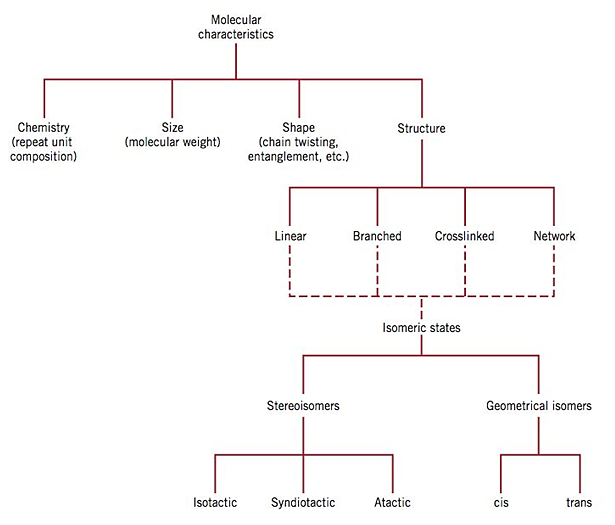 Molecular
characteristics
Chemistry
(repeat unit
composition)
Size
(molecular weight)
Shape
(chain twisting,
entanglement, etc.)
Structure
Linear
Branched
Crosslinked
Network
Isomeric states
Stereoisomers
Geometrical isomers
Isotactic
Syndiotactic
Atactic
cis
trans